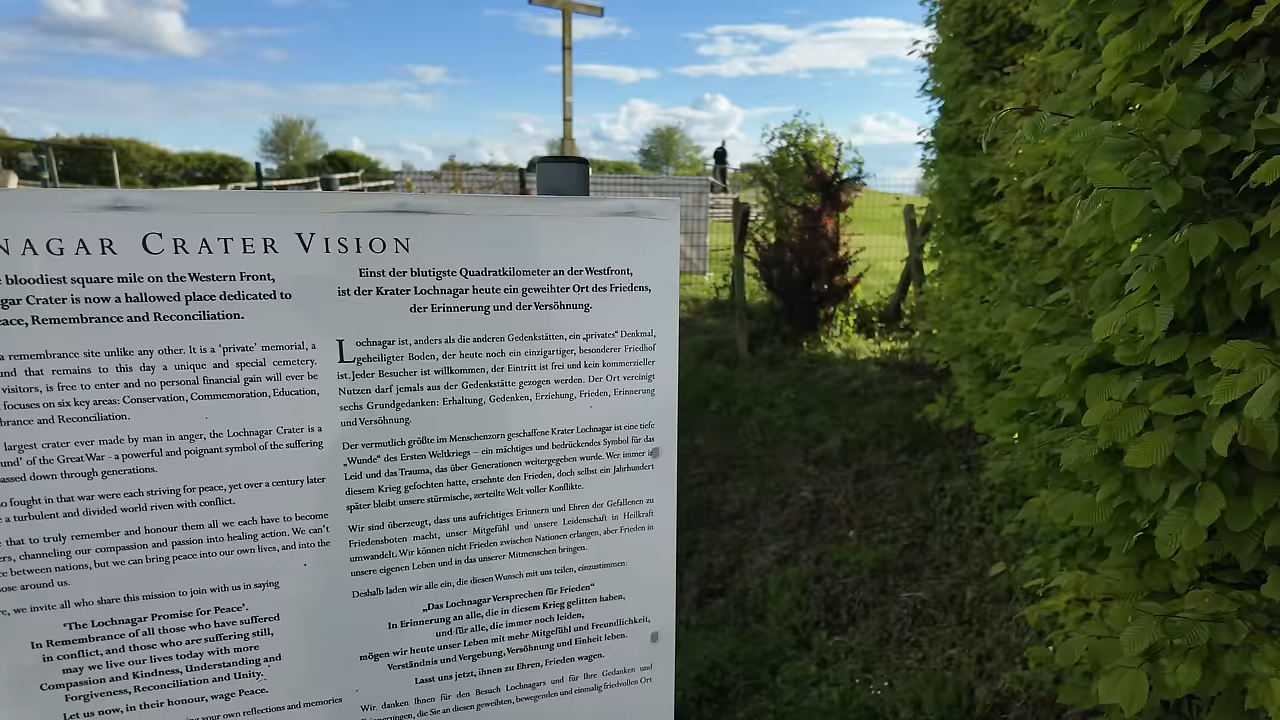 NAGAR CRATER VISION
bloodiest square mile on the Western Front,
gar Crater is now a hallowed place dedicated to
ace, Remembrance and Reconciliation.
a remembrance site unlike any other. It is a ‘private’ memorial, a
und that remains to this day a unique and special cemetery.
visitors, is free to enter and no personal financial gain will ever be
focuses on six key areas: Conservation, Commemoration, Education,
brance and Reconciliation.
largest crater ever made by man in anger, the Lochnagar Crater is a
und’ of the Great War - a powerful and poignant symbol of the suffering
assed down through generations.
o fought in that war were each striving for peace, yet over a century later
e a turbulent and divided world riven with conflict.
that to truly remember and honour them all we each have to become
ers, channeling our compassion and passion into healing action. We can’t
ce between nations, but we can bring peace into our own lives, and into the
ose around us.
re, we invite all who share this mission to join with us in saying
‘The Lochnagar Promise for Peace’.
In Remembrance of all those who have suffered
in conflict, and those who are suffering still,
may we live our lives today with more
Compassion and Kindness, Understanding and
Forgiveness, Reconciliation and Unity.
Let us now, in their honour, wage Peace.
your own reflections and memories
Einst der blutigste Quadratkilometer an der Westfront,
ist der Krater Lochnagar heute ein geweihter Ort des Friedens,
der Erinnerung und der Versöhnung.
Lochnagar ist, anders als die anderen Gedenkstätten, ein „privates“ Denkmal,
geheiligter Boden, der heute noch ein einzigartiger, besonderer Friedhof
ist. Jeder Besucher ist willkommen, der Eintritt ist frei und kein kommerzieller
Nutzen darf jemals aus der Gedenkstätte gezogen werden. Der Ort vereinigt
sechs Grundgedanken: Erhaltung, Gedenken, Erziehung, Frieden, Erinnerung
und Versöhnung.
Der vermutlich größte im Menschenzorn geschaffene Krater Lochnagar ist eine tiefe
„Wunde“ des Ersten Weltkriegs – ein mächtiges und bedrückendes Symbol für das
Leid und das Trauma, das über Generationen weitergegeben wurde. Wer immer in
diesem Krieg gefochten hatte, ersehnte den Frieden, doch selbst ein Jahrhundert
später bleibt unsere stürmische, zerteilte Welt voller Konflikte.
Wir sind überzeugt, dass uns aufrichtiges Erinnern und Ehren der Gefallenen zu
Friedensboten macht, unser Mitgefühl und unsere Leidenschaft in Heilkraft
umwandelt. Wir können nicht Frieden zwischen Nationen erlangen, aber Frieden in
unsere eigenen Leben und in das unserer Mitmenschen bringen.
Deshalb laden wir alle ein, die diesen Wunsch mit uns teilen, einzustimmen:
„Das Lochnagar Versprechen für Frieden“
In Erinnerung an alle, die in diesem Krieg gelitten haben,
und für alle, die immer noch leiden,
mögen wir heute unser Leben mit mehr Mitgefühl und Freundlichkeit,
Verständnis und Vergebung, Versöhnung und Einheit leben.
Lasst uns jetzt, ihnen zu Ehren, Frieden wagen.
Wir danken Ihnen für den Besuch Lochnagars und für Ihre Gedanken und
die Sie an diesen geweihten, bewegenden und einmalig friedvollen Ort